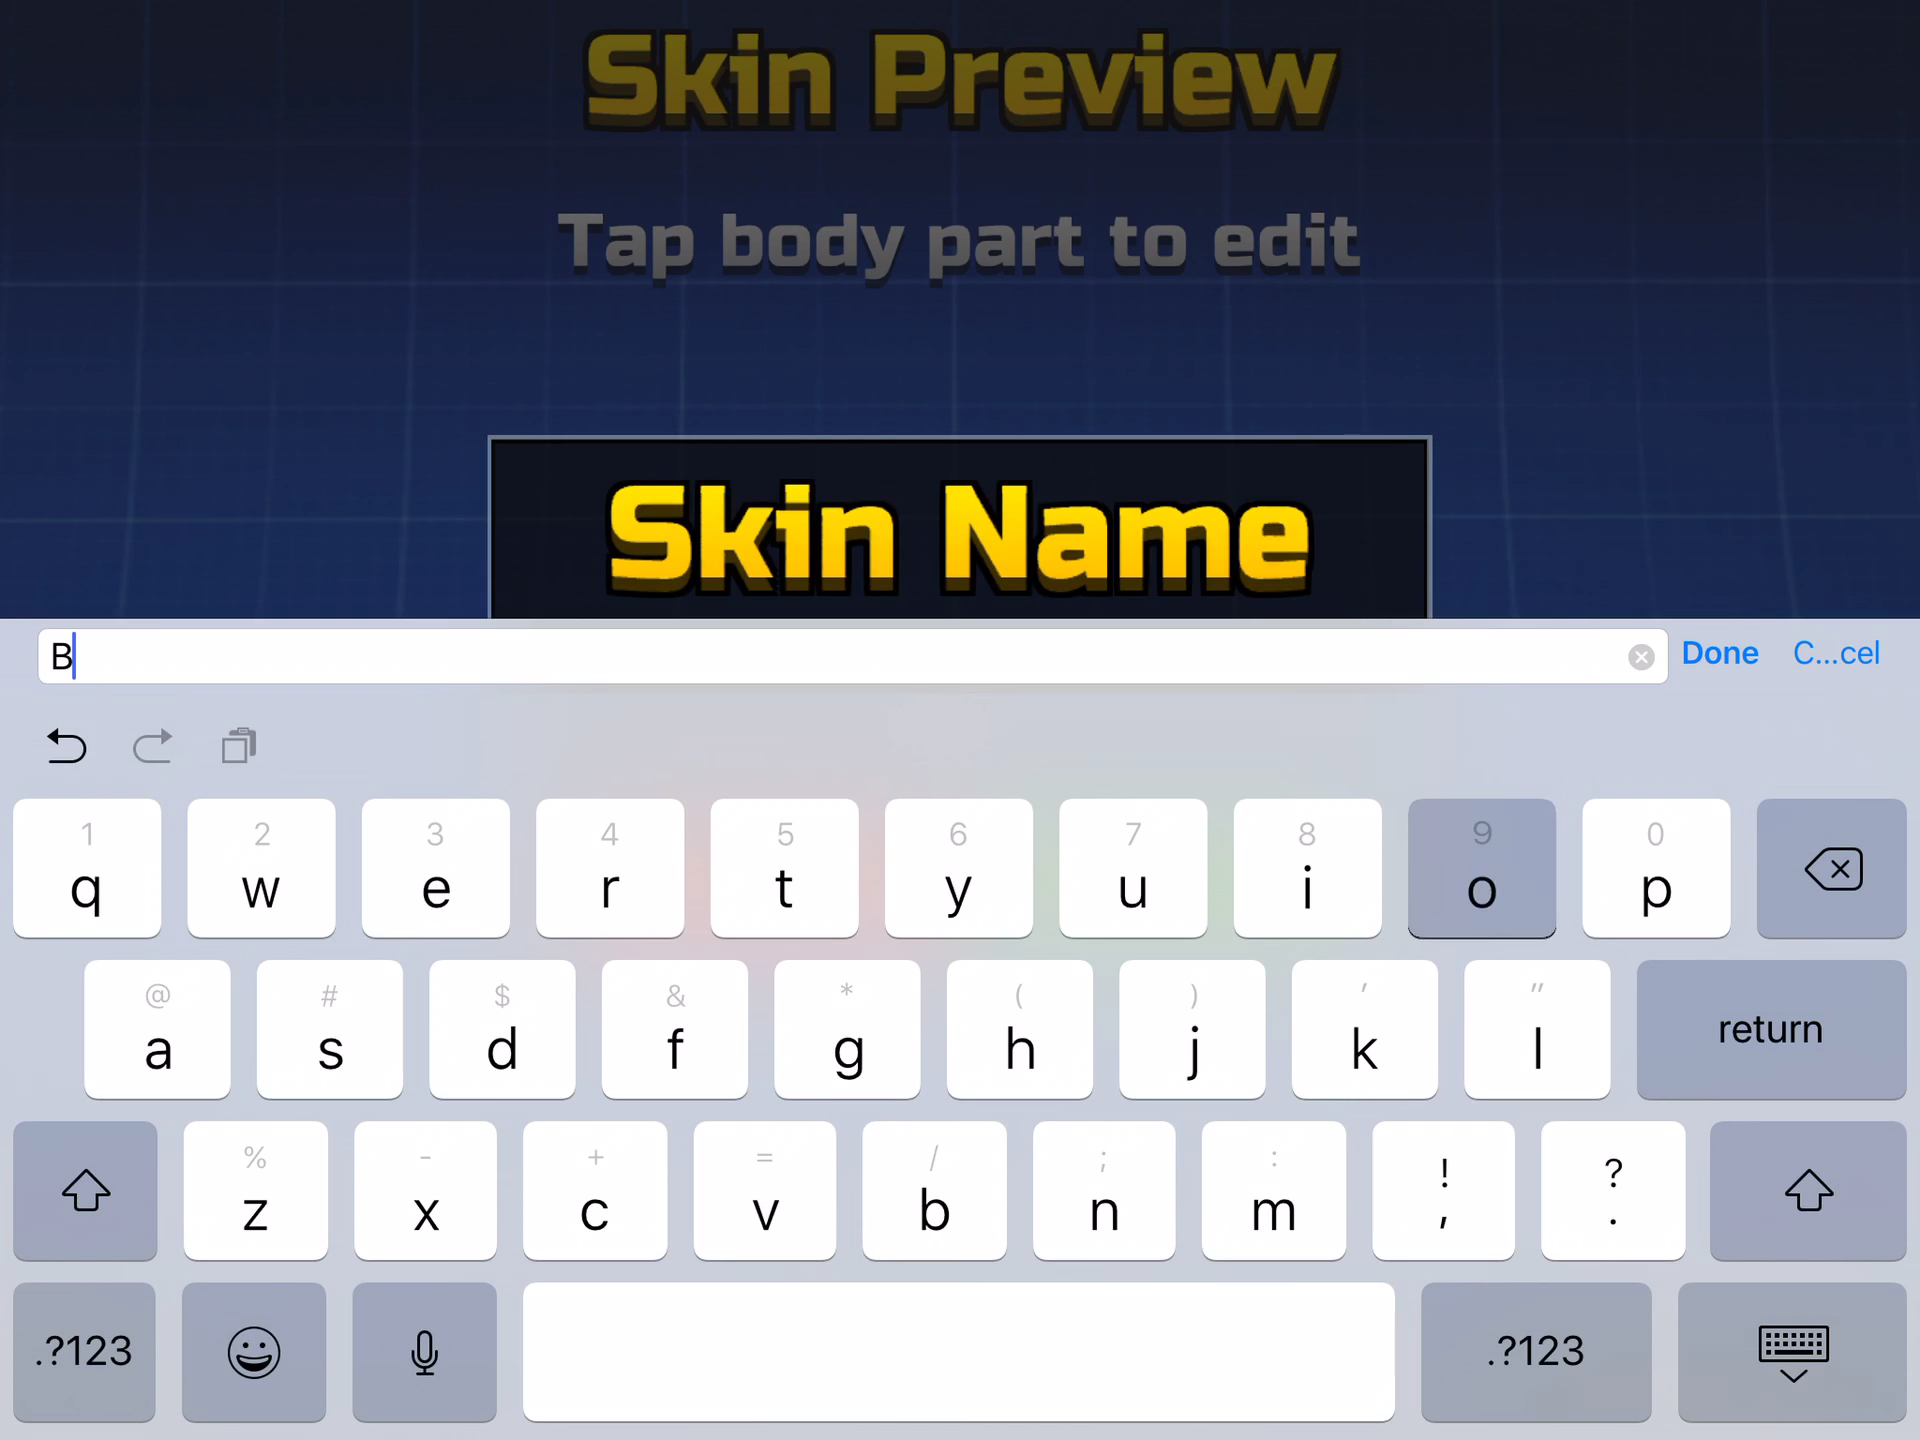 Skin Preview
Tap body part to edit
Skin Name
B
Done C...cel
1 2 3 4 5 6 7 8 9 0
q w e r t y u i o p
@ # $ & * ( ) ' "
a s d f g h j k l return
% - + = / ; : ! ?
z x c v b n m , .
.?123 .?123